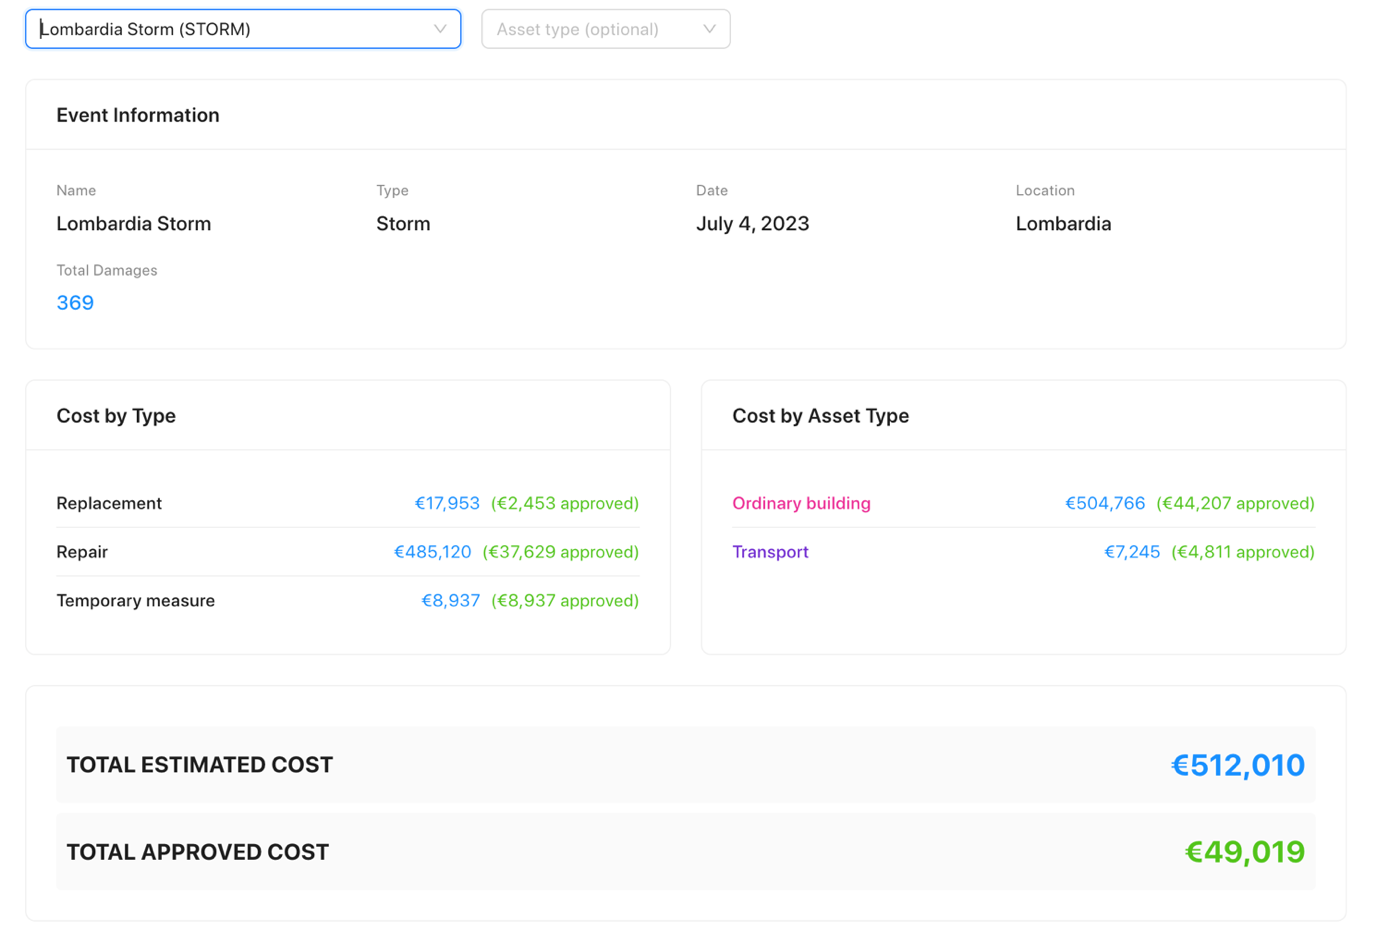 Lombardia Storm (STORM) Asset type (optional)
Event Information
Name Type Date Location
Lombardia Storm Storm July 4, 2023 Lombardia
Total Damages
369
Cost by Type
Replacement €17,953 (€2,453 approved)
Repair €485,120 (€37,629 approved)
Temporary measure €8,937 (€8,937 approved)
Cost by Asset Type
Ordinary building €504,766 (€44,207 approved)
Transport €7,245 (€4,811 approved)
TOTAL ESTIMATED COST €512,010
TOTAL APPROVED COST €49,019